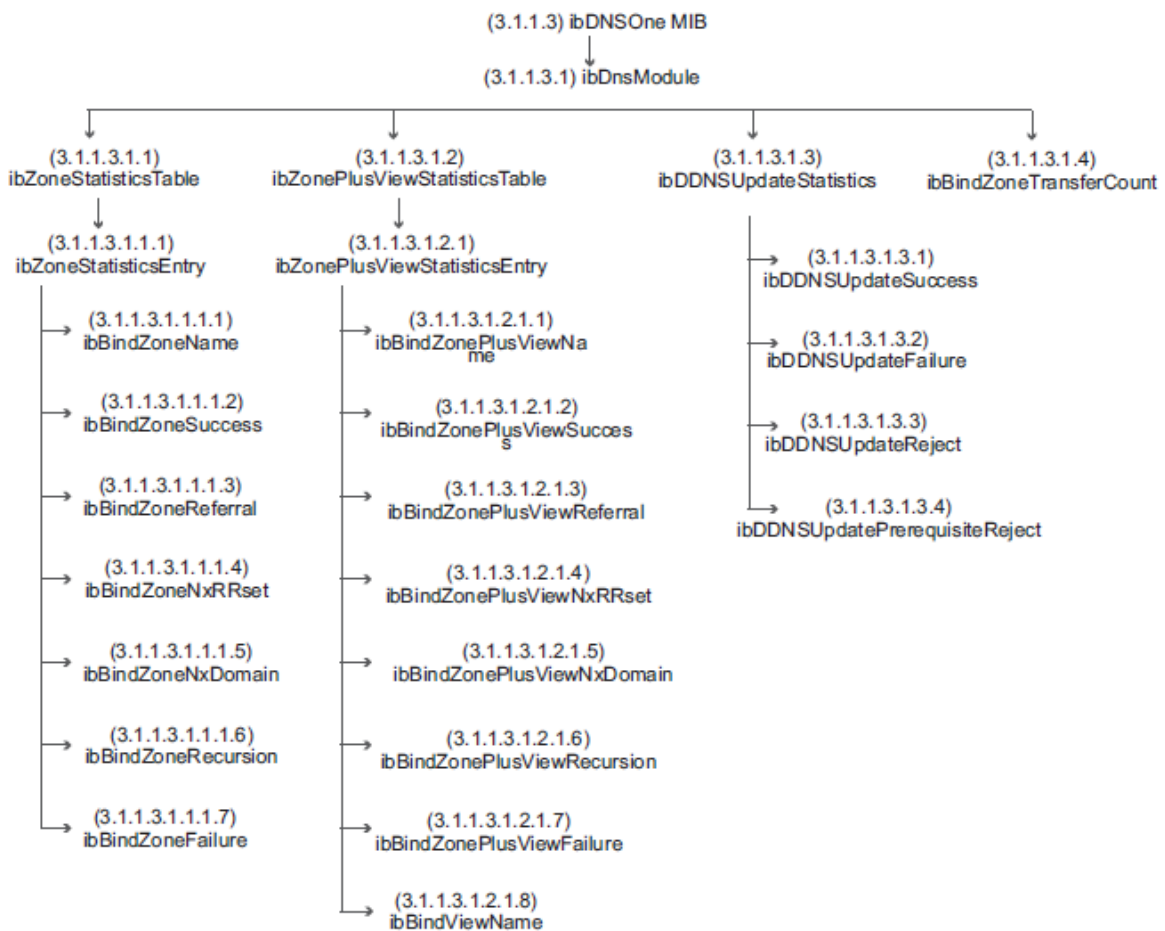 (3.1.1.3) ibDNSOne MIB
(3.1.1.3.1) ibDnsModule
(3.1.1.3.1.1)
ibZoneStatisticsTable
(3.1.1.3.1.2)
ibZonePlusViewStatisticsTable
(3.1.1.3.1.3)
ibDDNSUpdateStatistics
(3.1.1.3.1.4)
ibBindZoneTransferCount
(3.1.1.3.1.1.1)
ibZoneStatisticsEntry
(3.1.1.3.1.1.1.1)
ibBindZoneName
(3.1.1.3.1.1.1.2)
ibBindZoneSuccess
(3.1.1.3.1.1.1.3)
ibBindZoneReferral
(3.1.1.3.1.1.1.4)
ibBindZoneNxRRset
(3.1.1.3.1.1.1.5)
ibBindZoneNxDomain
(3.1.1.3.1.1.1.6)
ibBindZoneRecursion
(3.1.1.3.1.1.1.7)
ibBindZoneFailure
(3.1.1.3.1.2.1)
ibZonePlusViewStatisticsEntry
(3.1.1.3.1.2.1.1)
ibBindZonePlusViewNa
me
(3.1.1.3.1.2.1.2)
ibBindZonePlusViewSucces
s
(3.1.1.3.1.2.1.3)
ibBindZonePlusViewReferral
(3.1.1.3.1.2.1.4)
ibBindZonePlusViewNxRRset
(3.1.1.3.1.2.1.5)
ibBindZonePlusViewNxDomain
(3.1.1.3.1.2.1.6)
ibBindZonePlusViewRecursion
(3.1.1.3.1.2.1.7)
ibBindZonePlusViewFailure
(3.1.1.3.1.2.1.8)
ibBindViewName
(3.1.1.3.1.3.1)
ibDDNSUpdateSuccess
(3.1.1.3.1.3.2)
ibDDNSUpdateFailure
(3.1.1.3.1.3.3)
ibDDNSUpdateReject
(3.1.1.3.1.3.4)
ibDDNSUpdatePrerequisiteReject